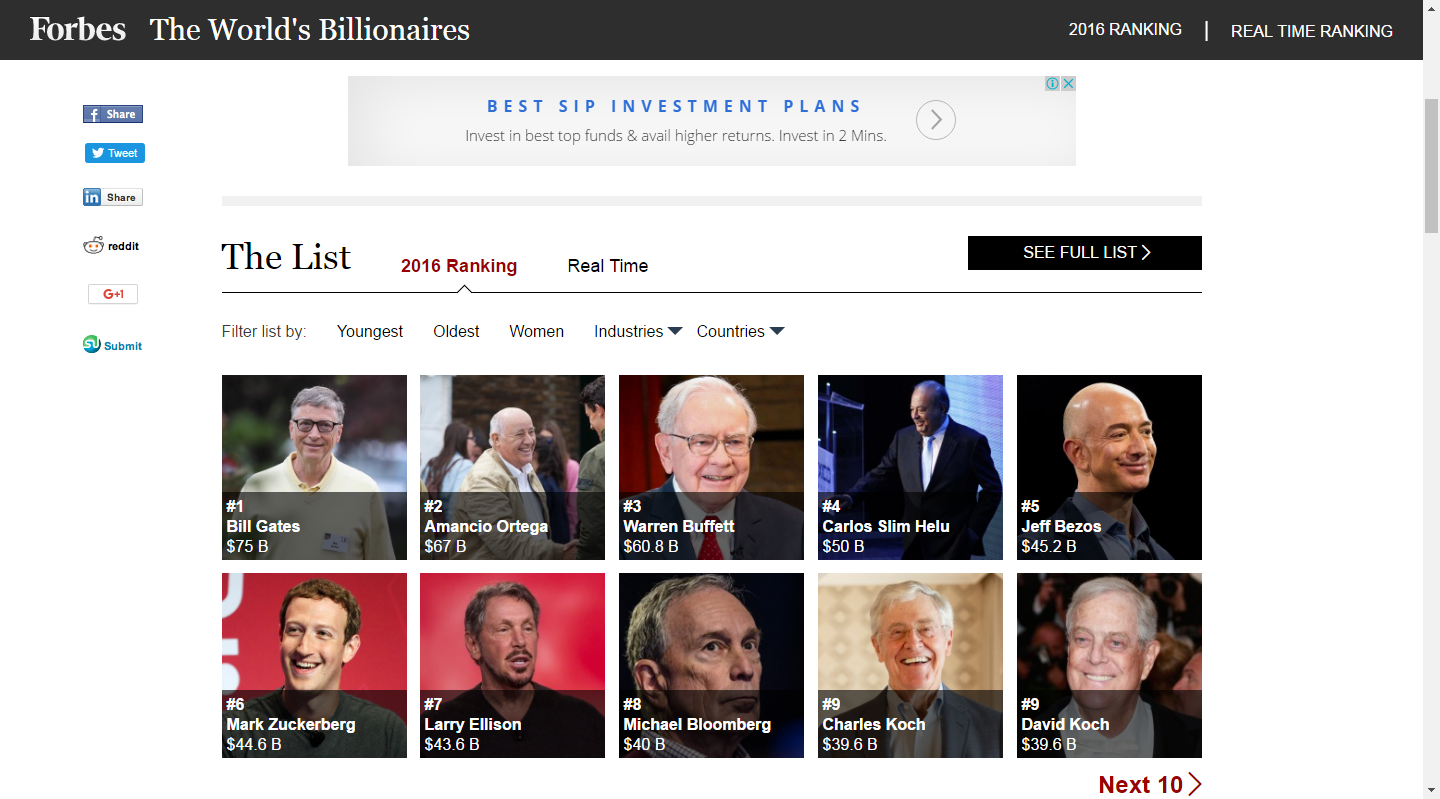 Forbes The World's Billionaires
2016 RANKING | REAL TIME RANKING
BEST SIP INVESTMENT PLANS
Invest in best top funds & avail higher returns. Invest in 2 Mins.
f Share
Tweet
in Share
reddit
G+1
Submit
The List
2016 Ranking
Real Time
SEE FULL LIST
Filter list by: Youngest Oldest Women Industries Countries
#1
Bill Gates
$75 B
#2
Amancio Ortega
$67 B
#3
Warren Buffett
$60.8 B
#4
Carlos Slim Helu
$50 B
#5
Jeff Bezos
$45.2 B
#6
Mark Zuckerberg
$44.6 B
#7
Larry Ellison
$43.6 B
#8
Michael Bloomberg
$40 B
#9
Charles Koch
$39.6 B
#9
David Koch
$39.6 B
Next 10